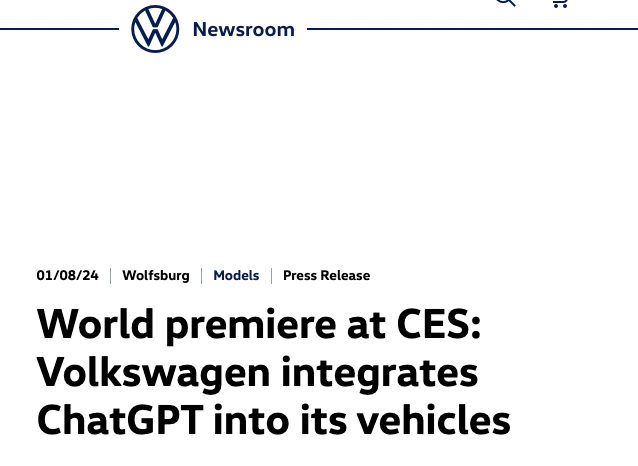 Newsroom
01/08/24 | Wolfsburg | Models | Press Release
World premiere at CES:
Volkswagen integrates
ChatGPT into its vehicles